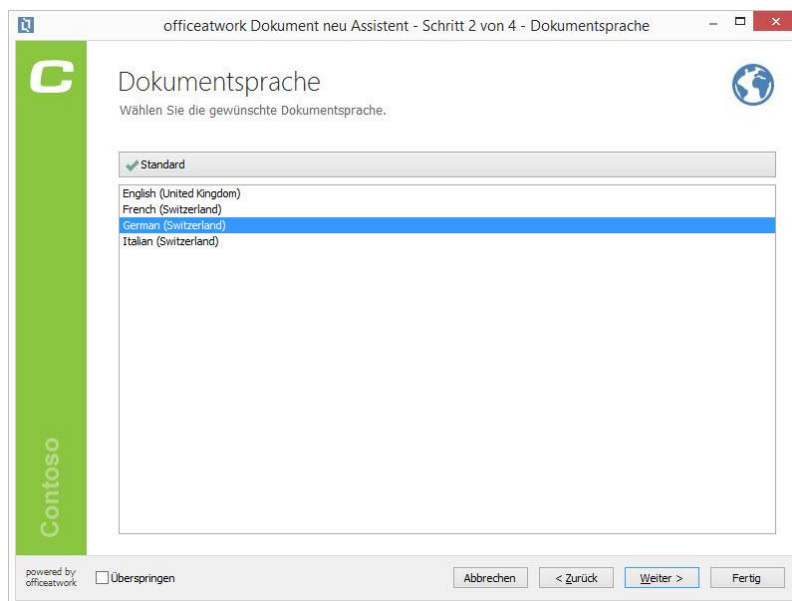 officeatwork Dokument neu Assistent - Schritt 2 von 4 - Dokumentsprache
C
Dokumentsprache
Wählen Sie die gewünschte Dokumentsprache.
Standard
English (United Kingdom)
French (Switzerland)
German (Switzerland)
Italian (Switzerland)
Contoso
powered by
officeatwork
Überspringen
Abbrechen
< Zurück
Weiter >
Fertig